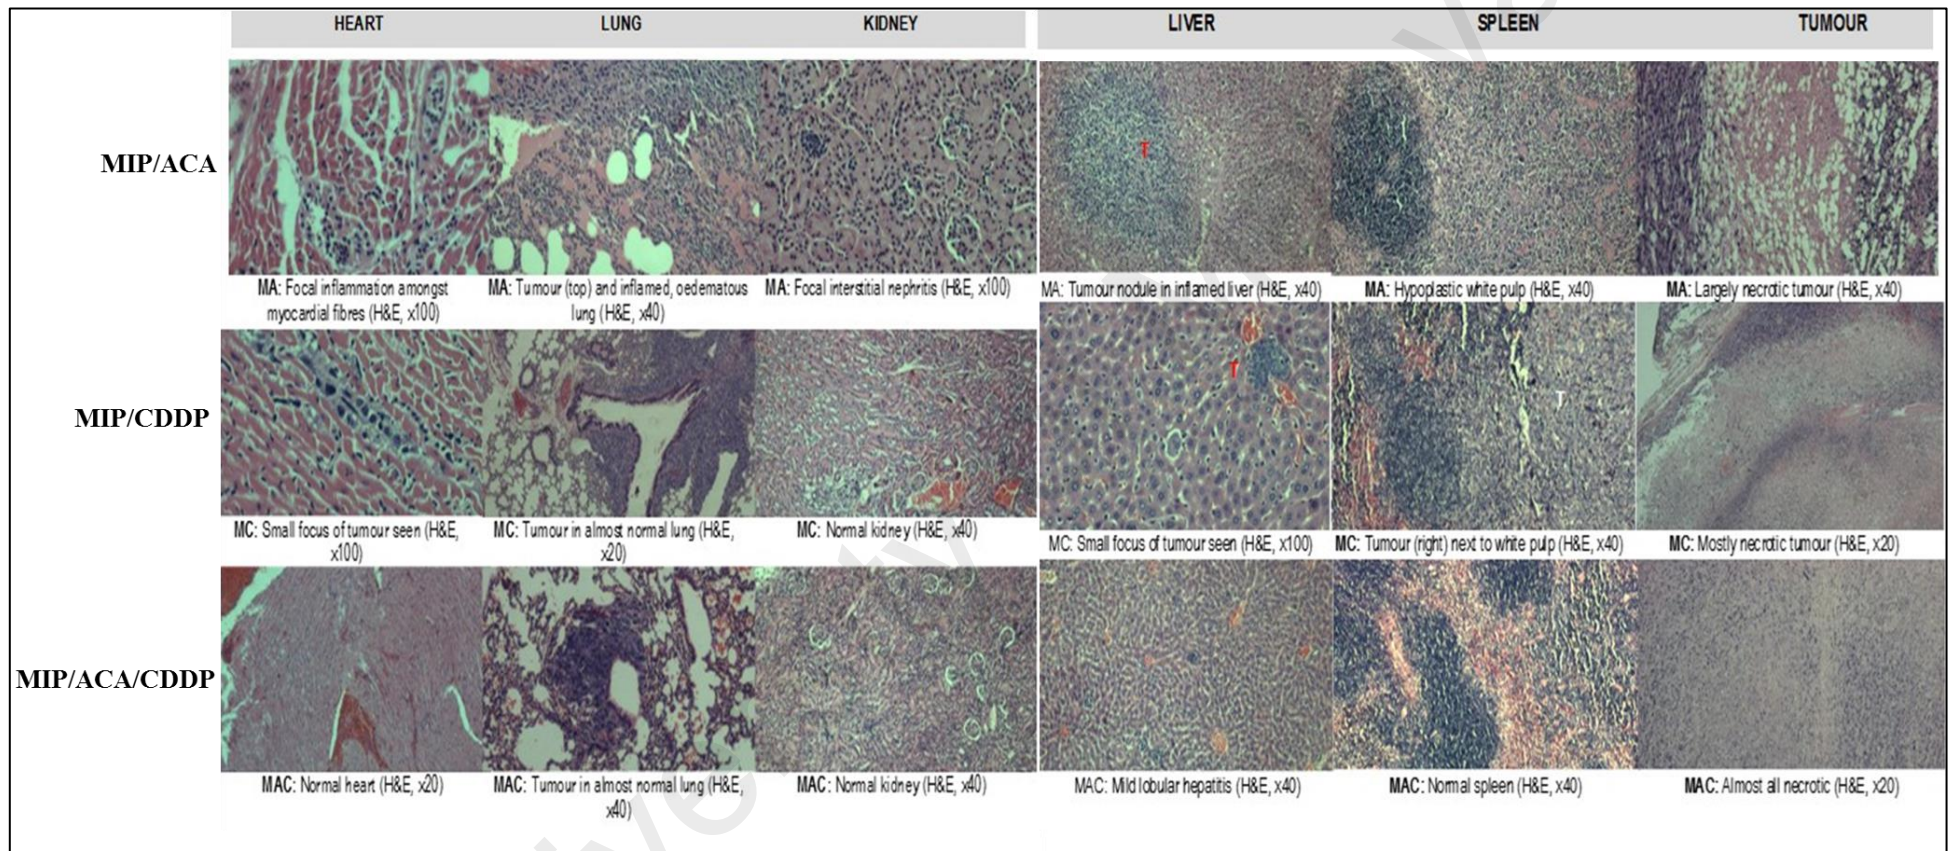 HEART LUNG KIDNEY LIVER SPLEEN TUMOUR
MIP/ACA
T
MA: Focal inflammation amongst
myocardial fibres (H&E, x100)
MA: Tumour (top) and inflamed, oedematous
lung (H&E, x40)
MA: Focal interstitial nephritis (H&E, x100)
MA: Tumour nodule in inflamed liver (H&E, x40)
MA: Hypoplastic white pulp (H&E, x40)
MA: Largely necrotic tumour (H&E, x40)
MIP/CDDP
T
T
MC: Small focus of tumour seen (H&E,
x100)
MC: Tumour in almost normal lung (H&E,
x20)
MC: Normal kidney (H&E, x40)
MC: Small focus of tumour seen (H&E, x100)
MC: Tumour (right) next to white pulp (H&E, x40)
MC: Mostly necrotic tumour (H&E, x20)
MIP/ACA/CDDP
MAC: Normal heart (H&E, x20)
MAC: Tumour in almost normal lung (H&E,
x40)
MAC: Normal kidney (H&E, x40)
MAC: Mild lobular hepatitis (H&E, x40)
MAC: Normal spleen (H&E, x40)
MAC: Almost all necrotic (H&E, x20)